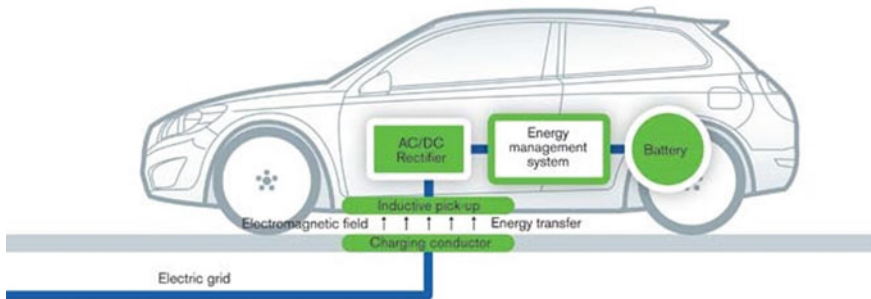 AC/DC
Rectifier
Energy
management
system
Battery
Inductive pick-up
Electromagnetic field
Energy transfer
Charging conductor
Electric grid